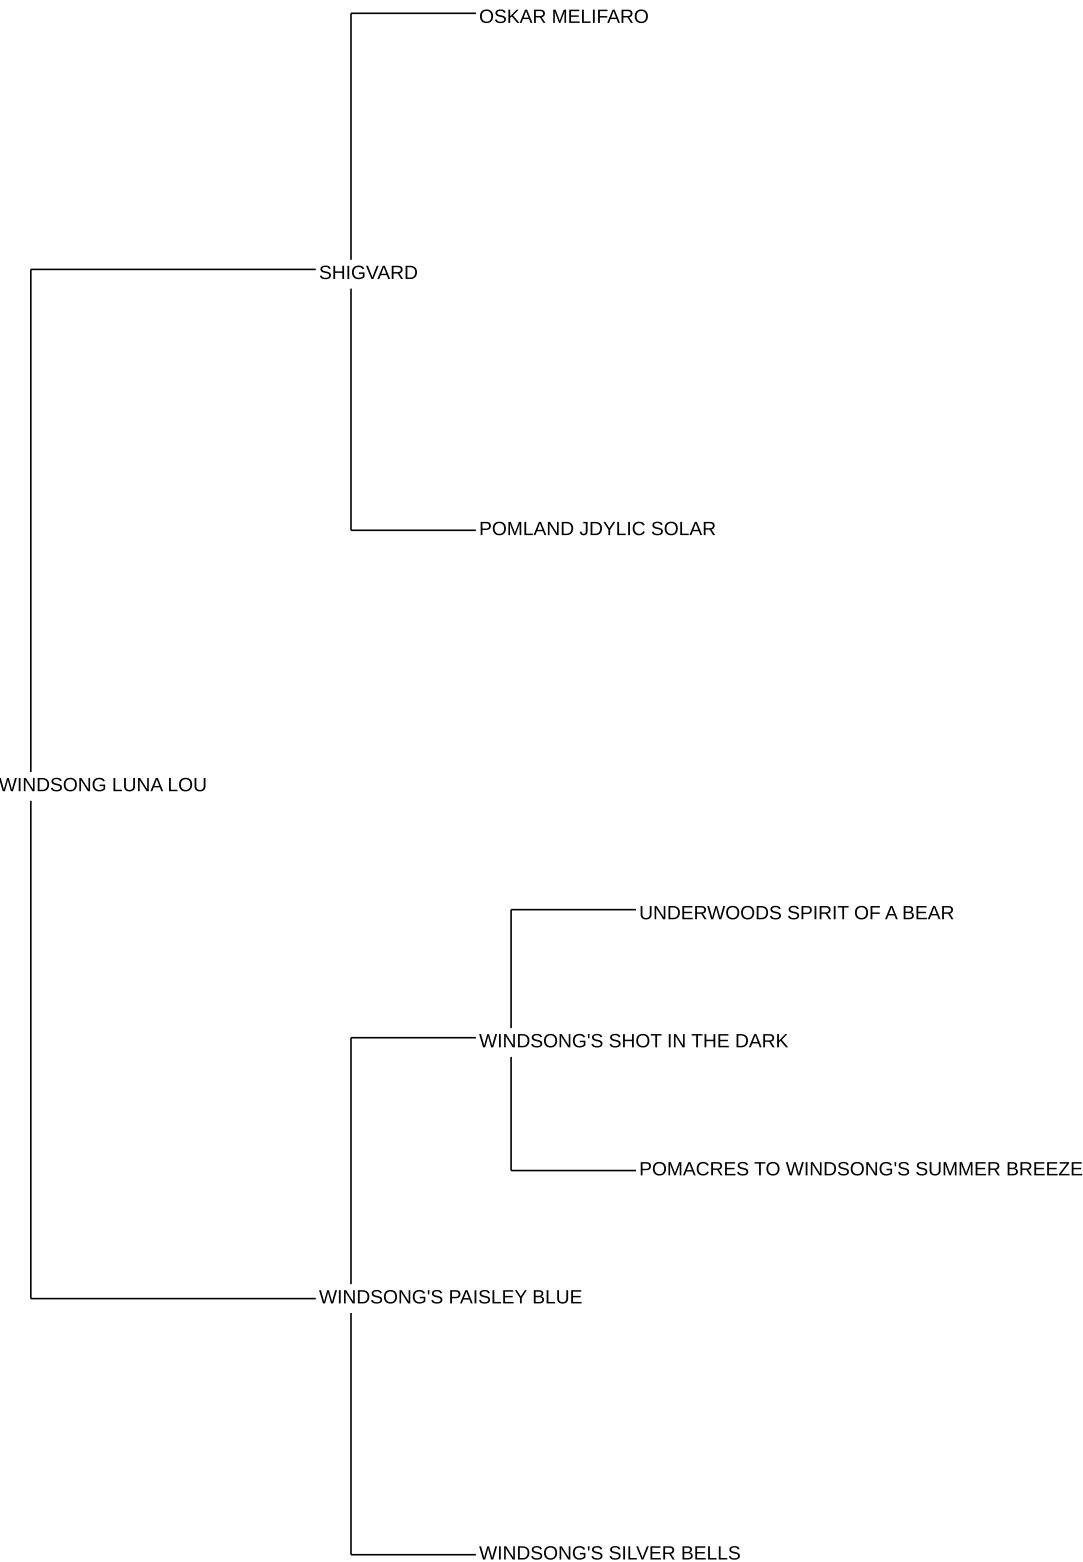 OSKAR MELIFARO
SHIGVARD
POMLAND JDYLIC SOLAR
WINDSONG LUNA LOU
UNDERWOODS SPIRIT OF A BEAR
WINDSONG'S SHOT IN THE DARK
POMACRES TO WINDSONG'S SUMMER BREEZE
WINDSONG'S PAISLEY BLUE
WINDSONG'S SILVER BELLS